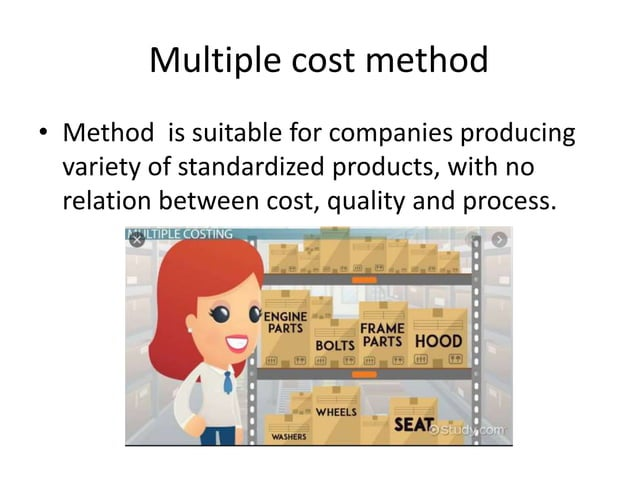 Multiple cost method
• Method  is suitable for companies producing
variety of standardized products, with no
relation between cost, quality and process.
MULTIPLE COSTING
ENGINE
PARTS
BOLTS
FRAME
PARTS
HOOD
WHEELS
WASHERS
SEAT
Study.com